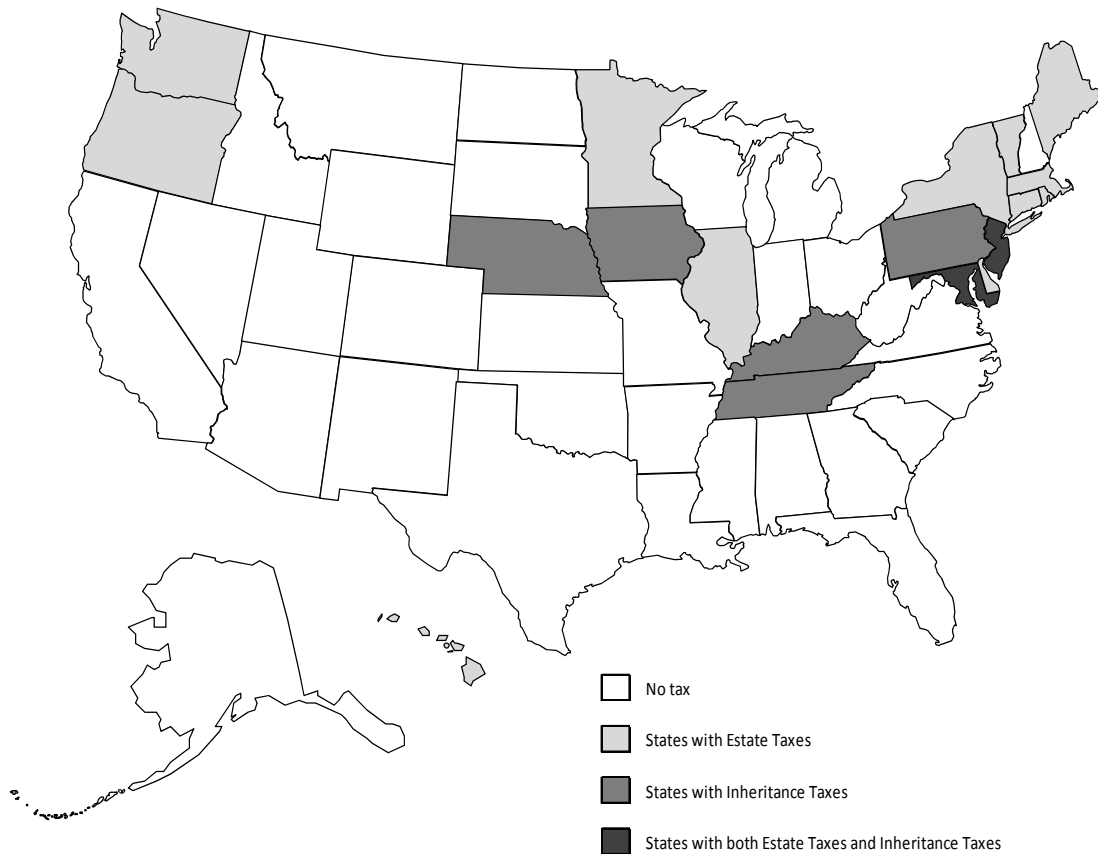 No tax
States with Estate Taxes
States with Inheritance Taxes
States with both Estate Taxes and Inheritance Taxes